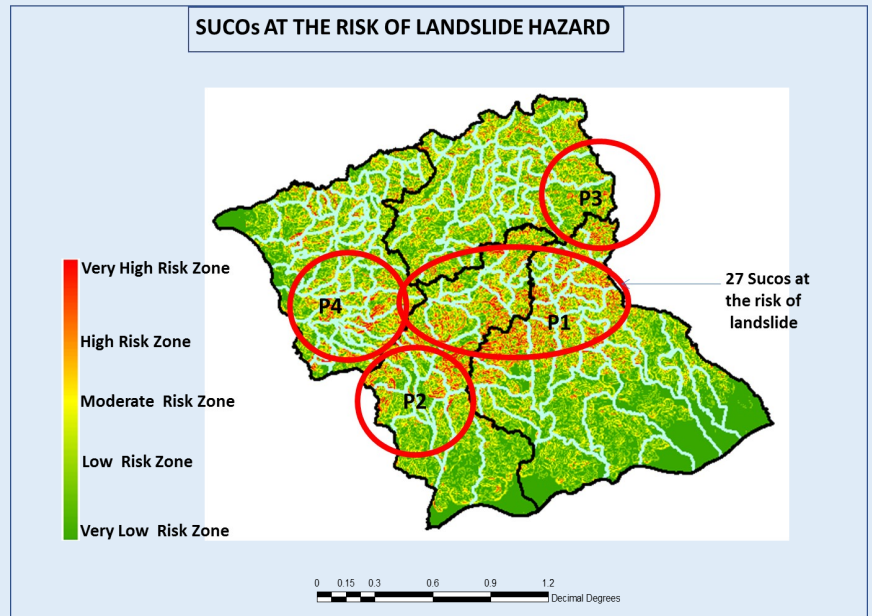 SUCOs AT THE RISK OF LANDSLIDE HAZARD
P3
Very High Risk Zone
27 Sucos at
the risk of
landslide
P4
P1
High Risk Zone
Moderate Risk Zone
P2
Low Risk Zone
Very Low Risk Zone
0 0.15 0.3 0.6 0.9 1.2
Decimal Degrees